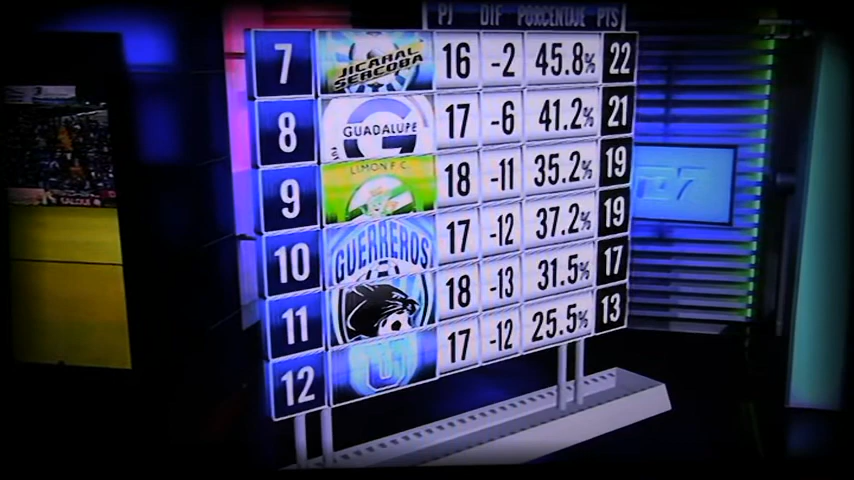 PJ DIF PORCENTAJE PTS
7 JICARAL SERCOBA 16 -2 45.8% 22
8 GUADALUPE 17 -6 41.2% 21
9 LIMON F.C. 18 -11 35.2% 19
10 GUERREROS 17 -12 37.2% 19
11 18 -13 31.5% 17
12 17 -12 25.5% 13